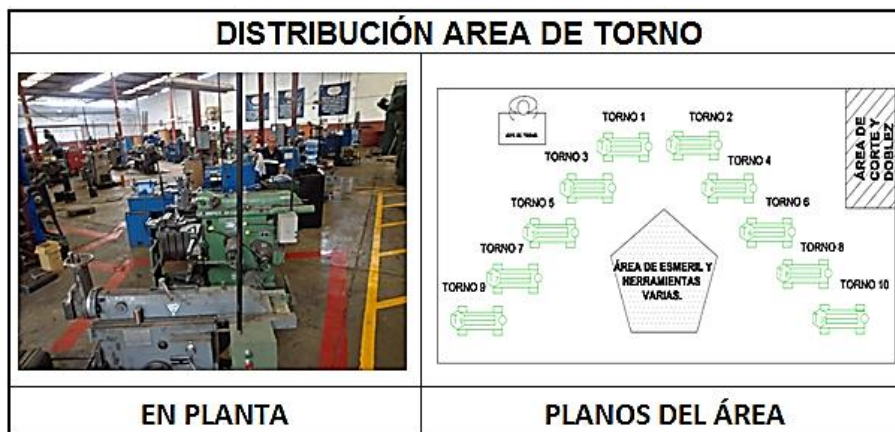 DISTRIBUCIÓN AREA DE TORNO
TORNO 1
TORNO 2
TORNO 3
TORNO 4
TORNO 5
TORNO 6
TORNO 7
TORNO 8
TORNO 9
TORNO 10
ÁREA DE
CORTE Y
DOBLEZ
ÁREA DE ESMERIL Y
HERRAMIENTAS
VARIAS.
EN PLANTA
PLANOS DEL ÁREA